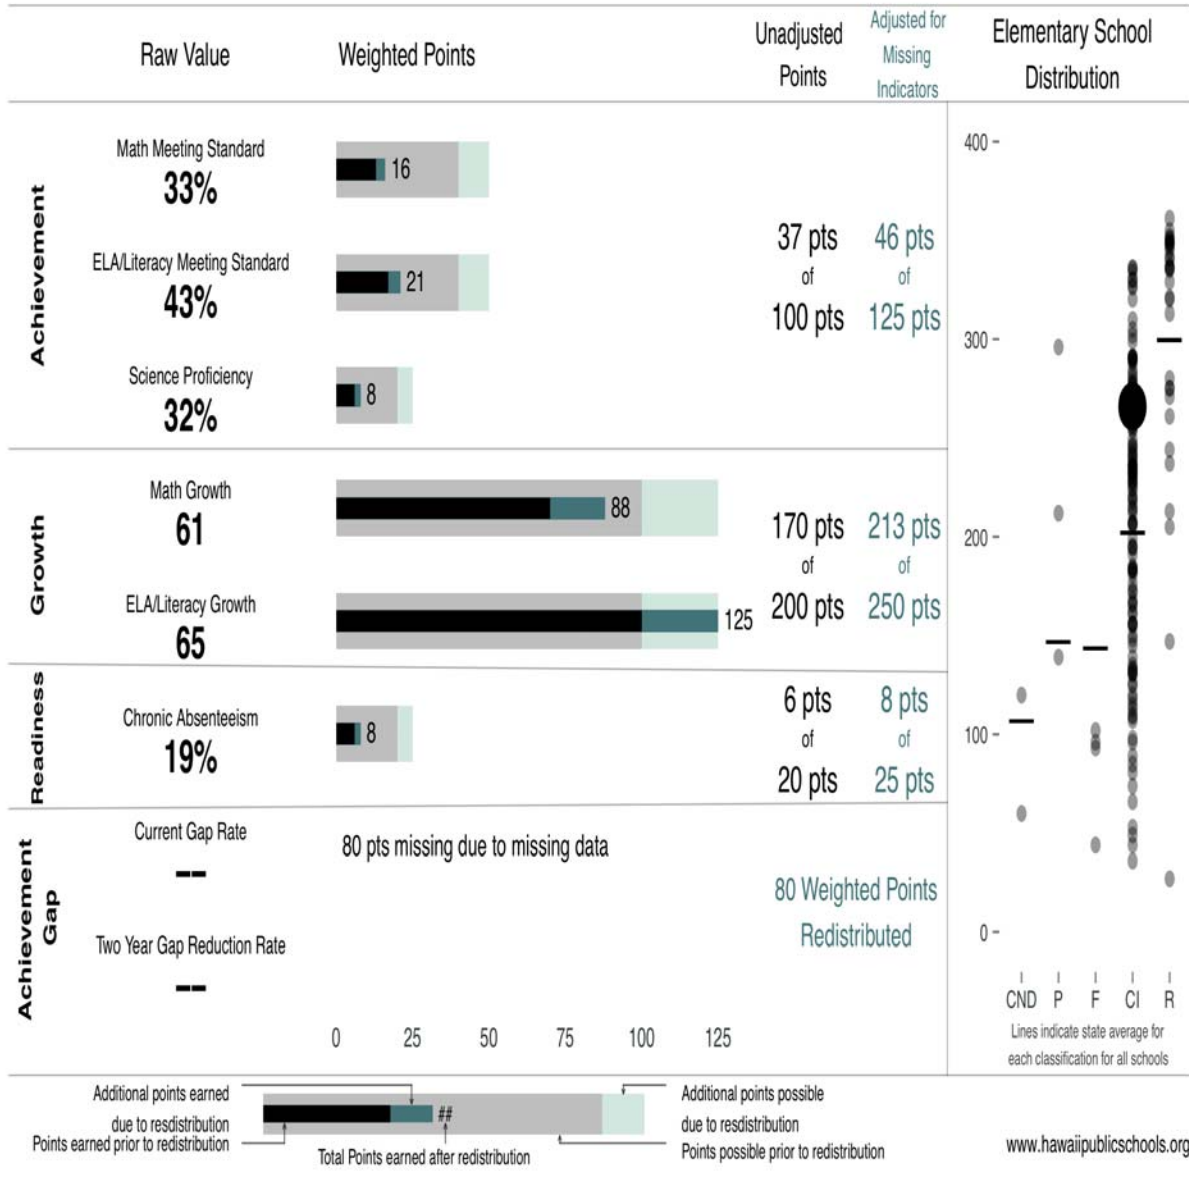 Raw Value
Weighted Points
Unadjusted
Points
Adjusted for
Missing
Indicators
Elementary School
Distribution
Achievement
Math Meeting Standard
33%
16
ELA/Literacy Meeting Standard
43%
21
Science Proficiency
32%
8
37 pts
of
100 pts
46 pts
of
125 pts
Growth
Math Growth
61
88
ELA/Literacy Growth
65
125
170 pts
of
200 pts
213 pts
of
250 pts
Readiness
Chronic Absenteeism
19%
8
6 pts
of
20 pts
8 pts
of
25 pts
Achievement
Gap
Current Gap Rate
--
80 pts missing due to missing data
Two Year Gap Reduction Rate
--
80 Weighted Points
Redistributed
0 25 50 75 100 125
400
300
200
100
0
CND P F CI R
Lines indicate state average for
each classification for all schools
Additional points earned
due to resdistribution
Points earned prior to redistribution
##
Total Points earned after redistribution
Additional points possible
due to resdistribution
Points possible prior to redistribution
www.hawaiipublicschools.org